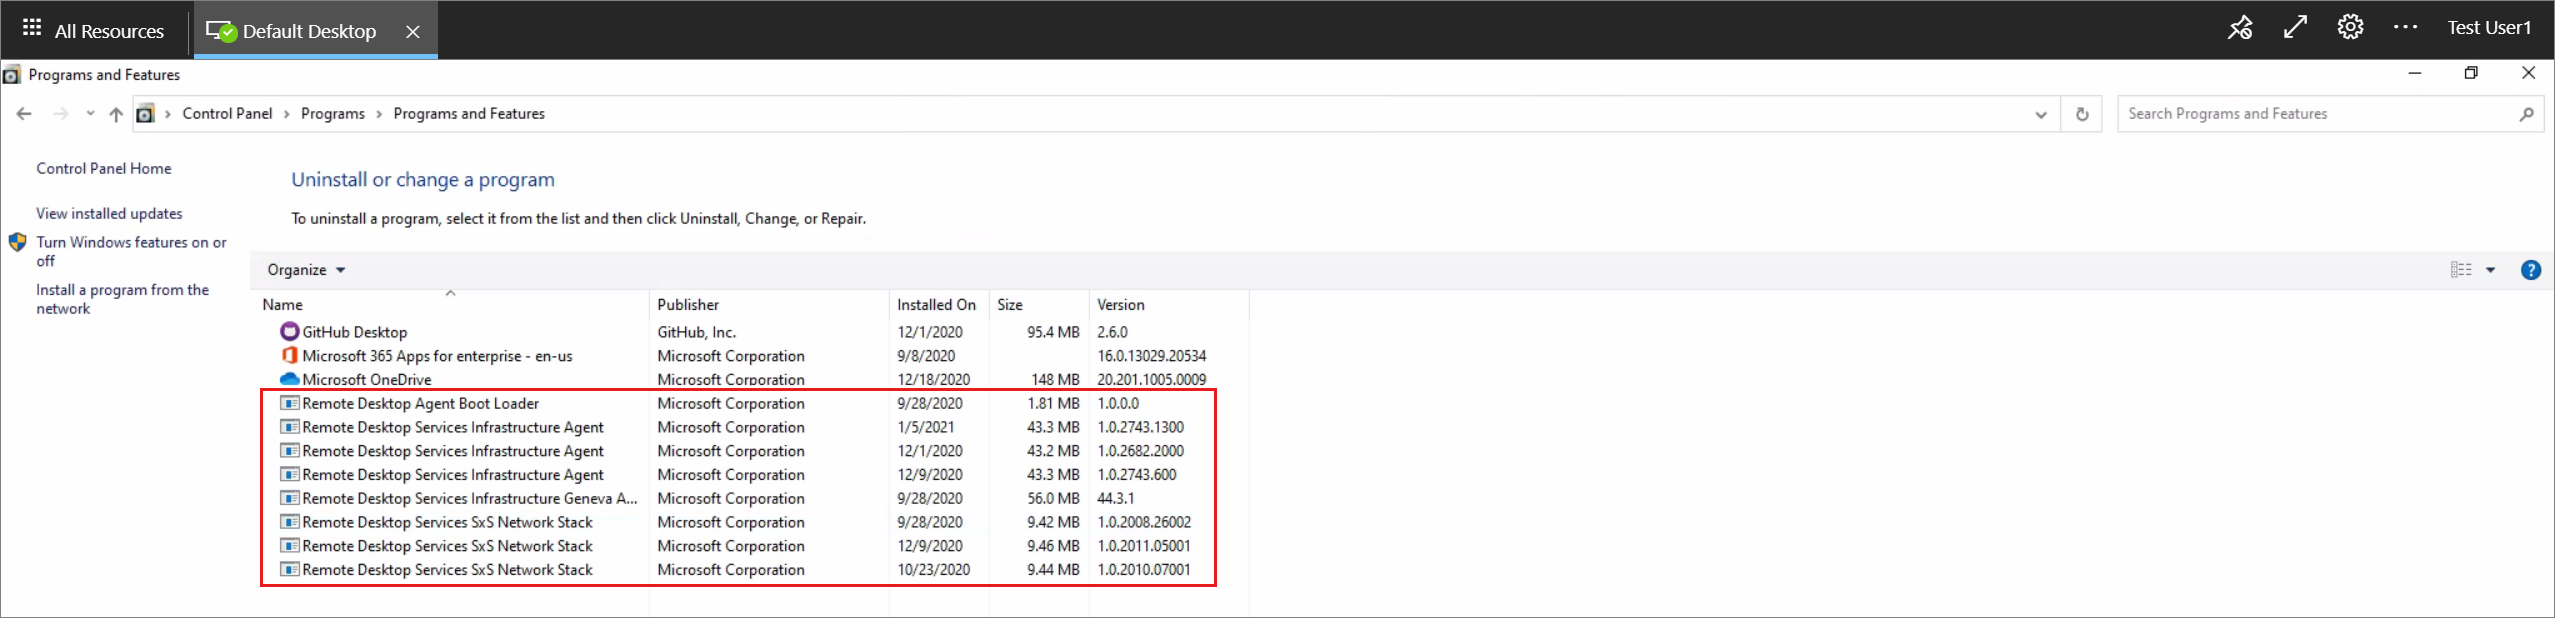 All Resources
Default Desktop
Test User1
Programs and Features
Control Panel > Programs > Programs and Features
Search Programs and Features
Control Panel Home
View installed updates
Turn Windows features on or
off
Install a program from the
network
Uninstall or change a program
To uninstall a program, select it from the list and then click Uninstall, Change, or Repair.
Organize
Name Publisher Installed On Size Version
GitHub Desktop GitHub, Inc. 12/1/2020 95.4 MB 2.6.0
Microsoft 365 Apps for enterprise - en-us Microsoft Corporation 9/8/2020 16.0.13029.20534
Microsoft OneDrive Microsoft Corporation 12/18/2020 148 MB 20.201.1005.0009
Remote Desktop Agent Boot Loader Microsoft Corporation 9/28/2020 1.81 MB 1.0.0.0
Remote Desktop Services Infrastructure Agent Microsoft Corporation 1/5/2021 43.3 MB 1.0.2743.1300
Remote Desktop Services Infrastructure Agent Microsoft Corporation 12/1/2020 43.2 MB 1.0.2682.2000
Remote Desktop Services Infrastructure Agent Microsoft Corporation 12/9/2020 43.3 MB 1.0.2743.600
Remote Desktop Services Infrastructure Geneva A... Microsoft Corporation 9/28/2020 56.0 MB 44.3.1
Remote Desktop Services SxS Network Stack Microsoft Corporation 9/28/2020 9.42 MB 1.0.2008.26002
Remote Desktop Services SxS Network Stack Microsoft Corporation 12/9/2020 9.46 MB 1.0.2011.05001
Remote Desktop Services SxS Network Stack Microsoft Corporation 10/23/2020 9.44 MB 1.0.2010.07001